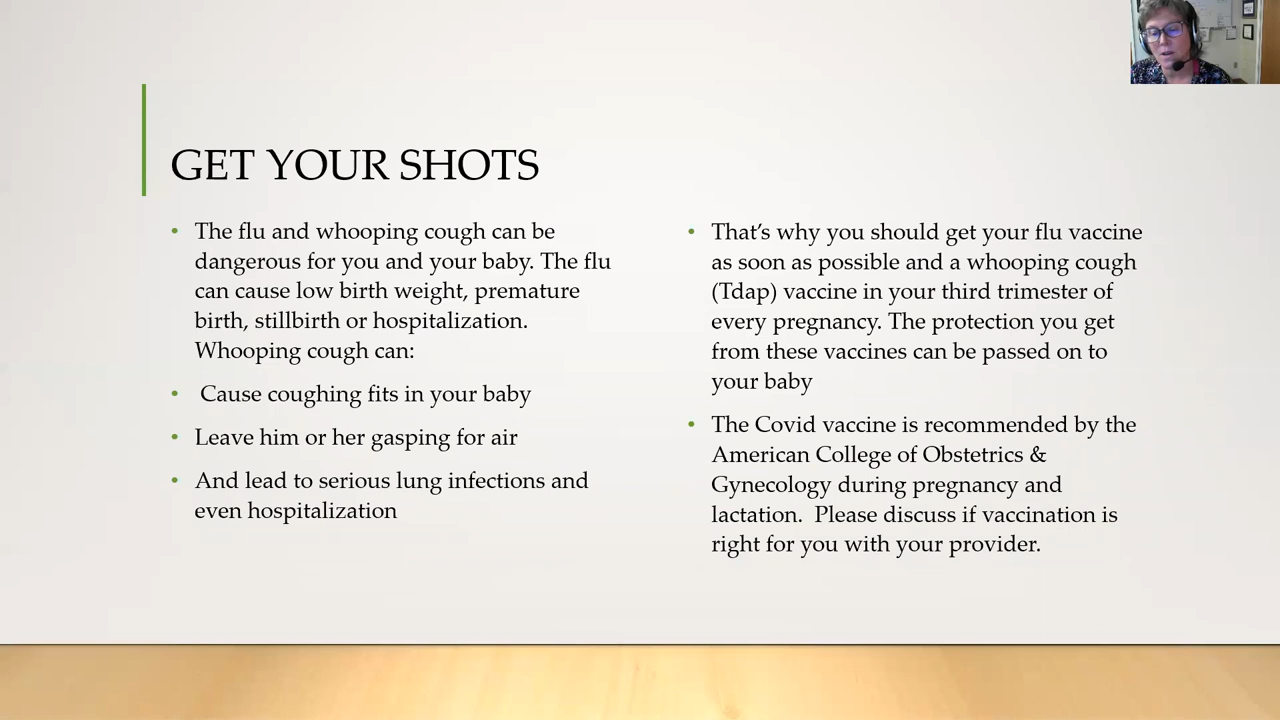 GET YOUR SHOTS
• The flu and whooping cough can be
dangerous for you and your baby. The flu
can cause low birth weight, premature
birth, stillbirth or hospitalization.
Whooping cough can:
• Cause coughing fits in your baby
• Leave him or her gasping for air
• And lead to serious lung infections and
even hospitalization
• That’s why you should get your flu vaccine
as soon as possible and a whooping cough
(Tdap) vaccine in your third trimester of
every pregnancy. The protection you get
from these vaccines can be passed on to
your baby
• The Covid vaccine is recommended by the
American College of Obstetrics &
Gynecology during pregnancy and
lactation.  Please discuss if vaccination is
right for you with your provider.